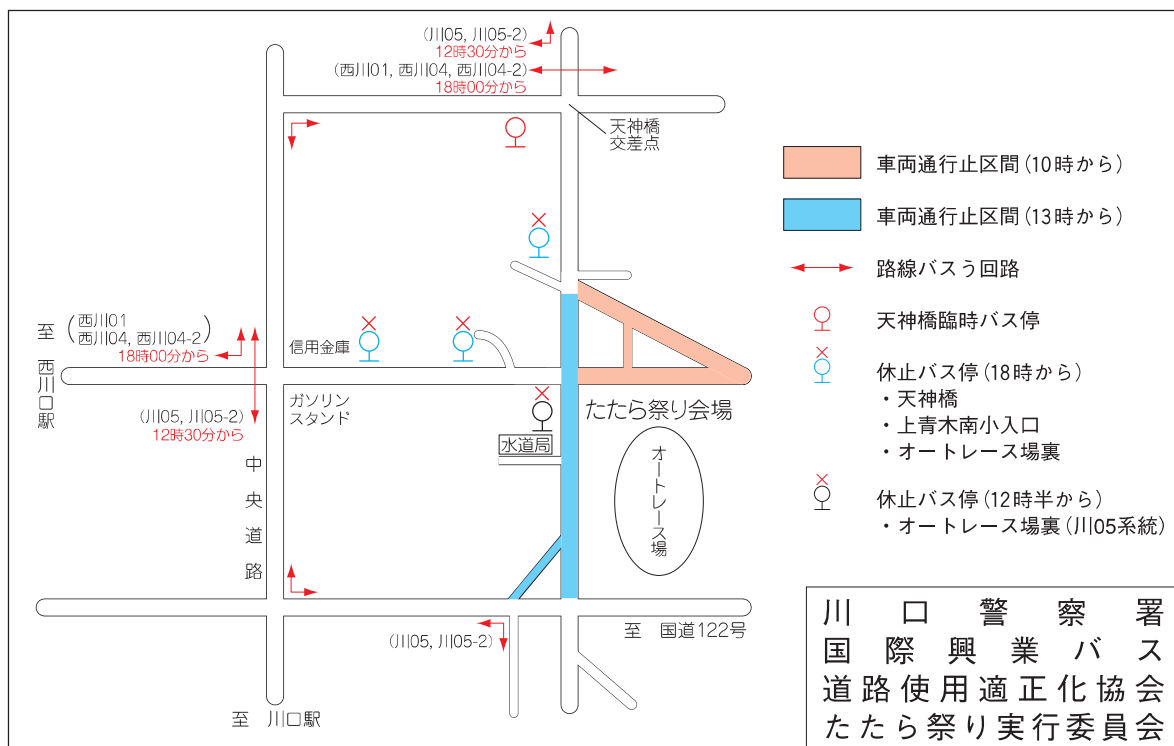 (川05, 川05-2)
12時30分から
(西川01, 西川04, 西川04-2)
18時00分から
天神橋
交差点
至 西川口駅
(西川01
西川04, 西川04-2)
18時00分から
信用金庫
ガソリン
スタンド
(川05, 川05-2)
12時30分から
中央道路
水道局
たたら祭り会場
オートレース場
(川05, 川05-2)
至 国道122号
至 川口駅
車両通行止区間(10時から)
車両通行止区間(13時から)
路線バスう回路
天神橋臨時バス停
休止バス停(18時から)
・天神橋
・上青木南小入口
・オートレース場裏
休止バス停(12時半から)
・オートレース場裏(川05系統)
川口警察署
国際興業バス
道路使用適正化協会
たたら祭り実行委員会